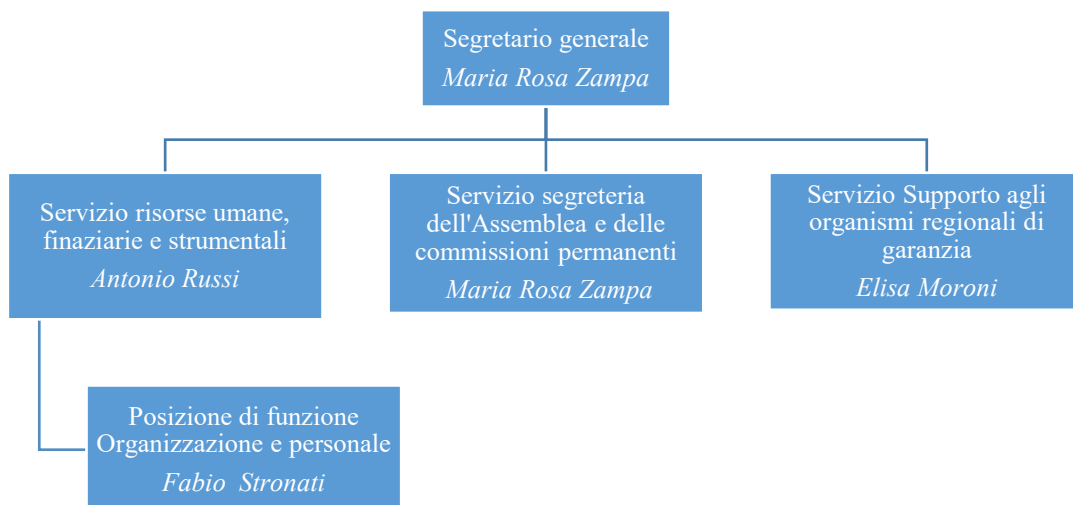 Segretario generale
Maria Rosa Zampa
Servizio risorse umane,
finaziarie e strumentali
Antonio Russi
Servizio segreteria
dell'Assemblea e delle
commissioni permanenti
Maria Rosa Zampa
Servizio Supporto agli
organismi regionali di
garanzia
Elisa Moroni
Posizione di funzione
Organizzazione e personale
Fabio Stronati